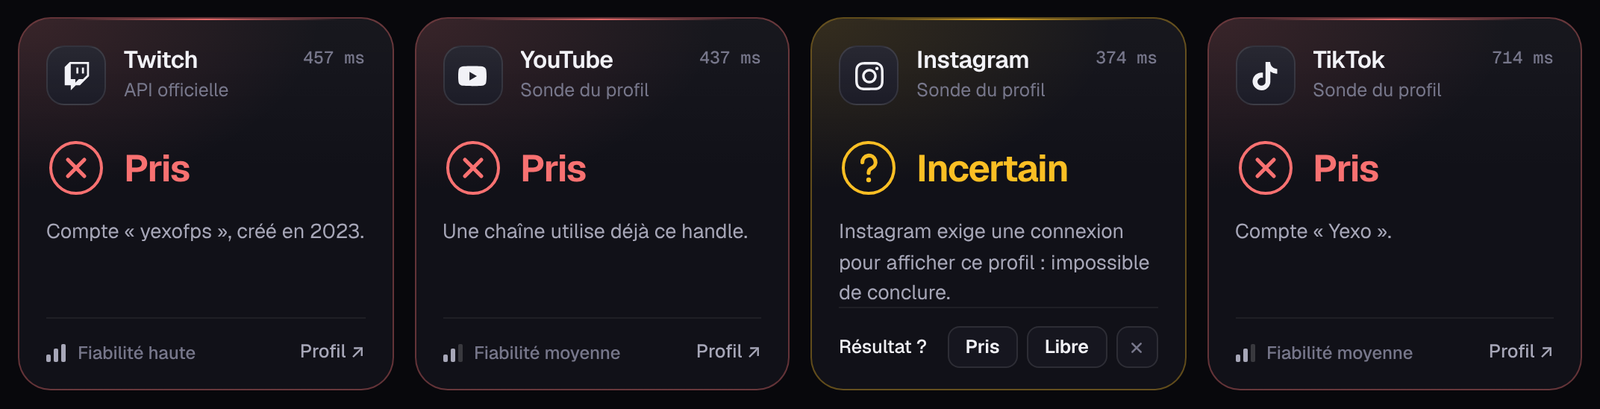 Twitch
457 ms
API officielle
Pris
Compte « yexofps », créé en 2023.
Fiabilité haute
Profil ↗
YouTube
437 ms
Sonde du profil
Pris
Une chaîne utilise déjà ce handle.
Fiabilité moyenne
Profil ↗
Instagram
374 ms
Sonde du profil
Incertain
Instagram exige une connexion
pour afficher ce profil : impossible
de conclure.
Résultat ?
Pris
Libre
TikTok
714 ms
Sonde du profil
Pris
Compte « Yexo ».
Fiabilité moyenne
Profil ↗